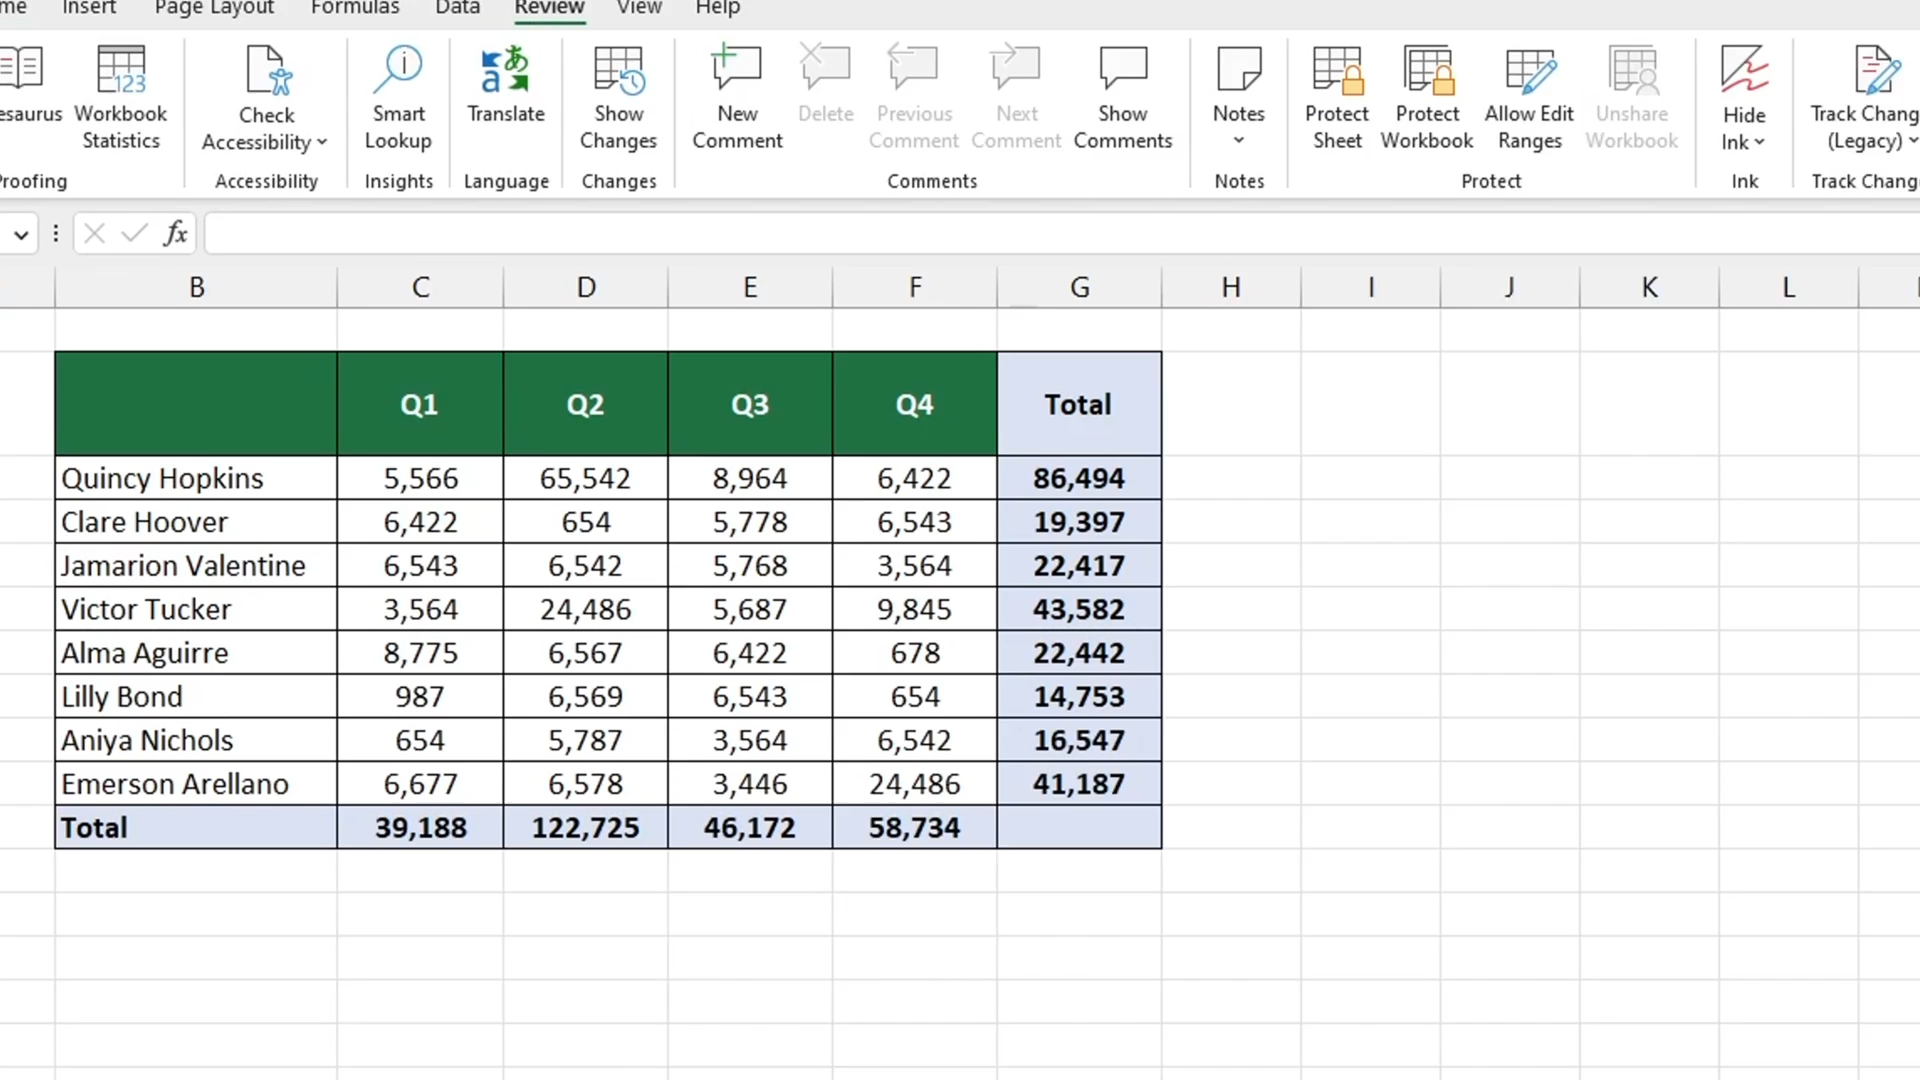 me Insert Page Layout Formulas Data Review View Help
esaurus Workbook Statistics Check Accessibility Smart Lookup Translate Show Changes New Comment Delete Previous Comment Next Comment Show Comments Notes Protect Sheet Protect Workbook Allow Edit Ranges Unshare Workbook Hide Ink Track Chang (Legacy)
Proofing Accessibility Insights Language Changes Comments Notes Protect Ink Track Chang
fx
B C D E F G H I J K L
Q1 Q2 Q3 Q4 Total
Quincy Hopkins 5,566 65,542 8,964 6,422 86,494
Clare Hoover 6,422 654 5,778 6,543 19,397
Jamarion Valentine 6,543 6,542 5,768 3,564 22,417
Victor Tucker 3,564 24,486 5,687 9,845 43,582
Alma Aguirre 8,775 6,567 6,422 678 22,442
Lilly Bond 987 6,569 6,543 654 14,753
Aniya Nichols 654 5,787 3,564 6,542 16,547
Emerson Arellano 6,677 6,578 3,446 24,486 41,187
Total 39,188 122,725 46,172 58,734